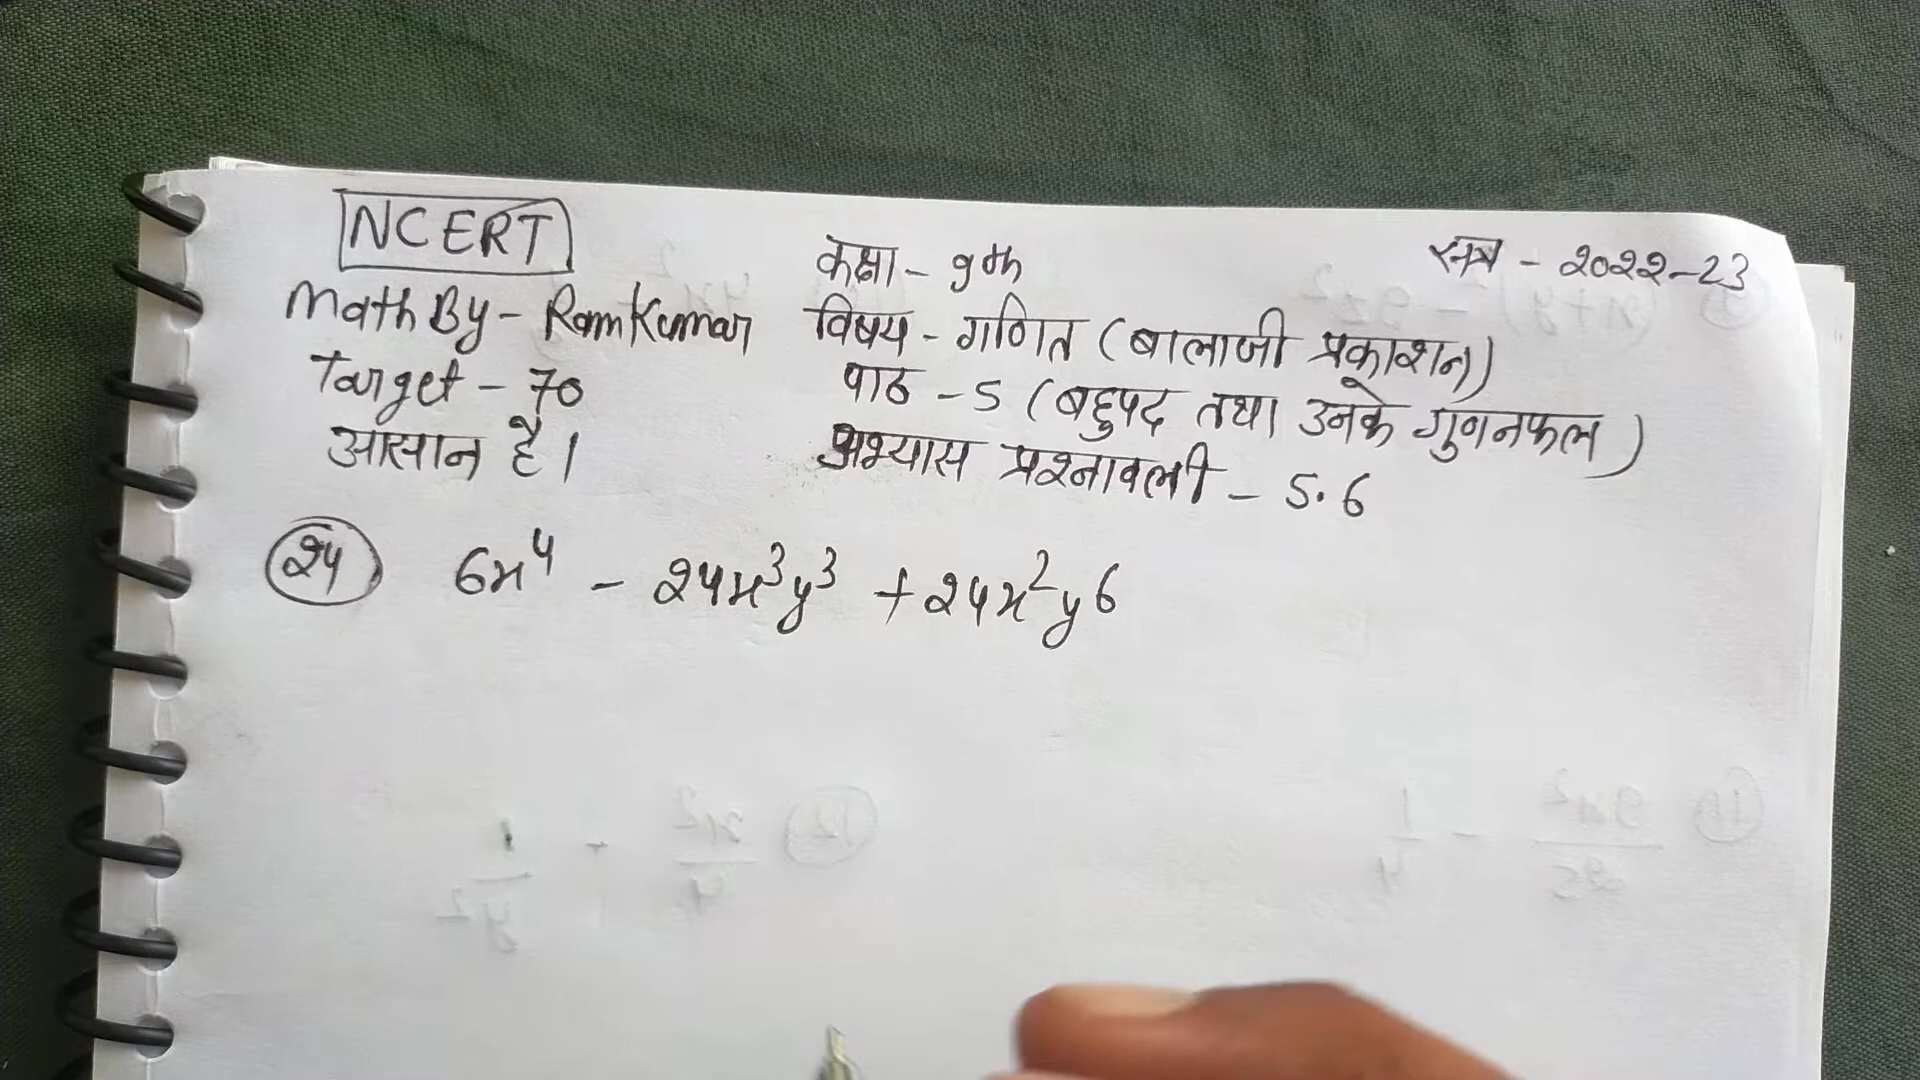 NCERT
कक्षा - 9th
सत्र - 2022-23
Math By - RamKumar
विषय - गणित (बालाजी प्रकाशन)
Target - 70
पाठ - 5 (बहुपद तथा उनके गुणनफल)
आसान है।
अभ्यास प्रश्नावली - 5.6
24 6x⁴ - 24x³y³ + 24x²y6